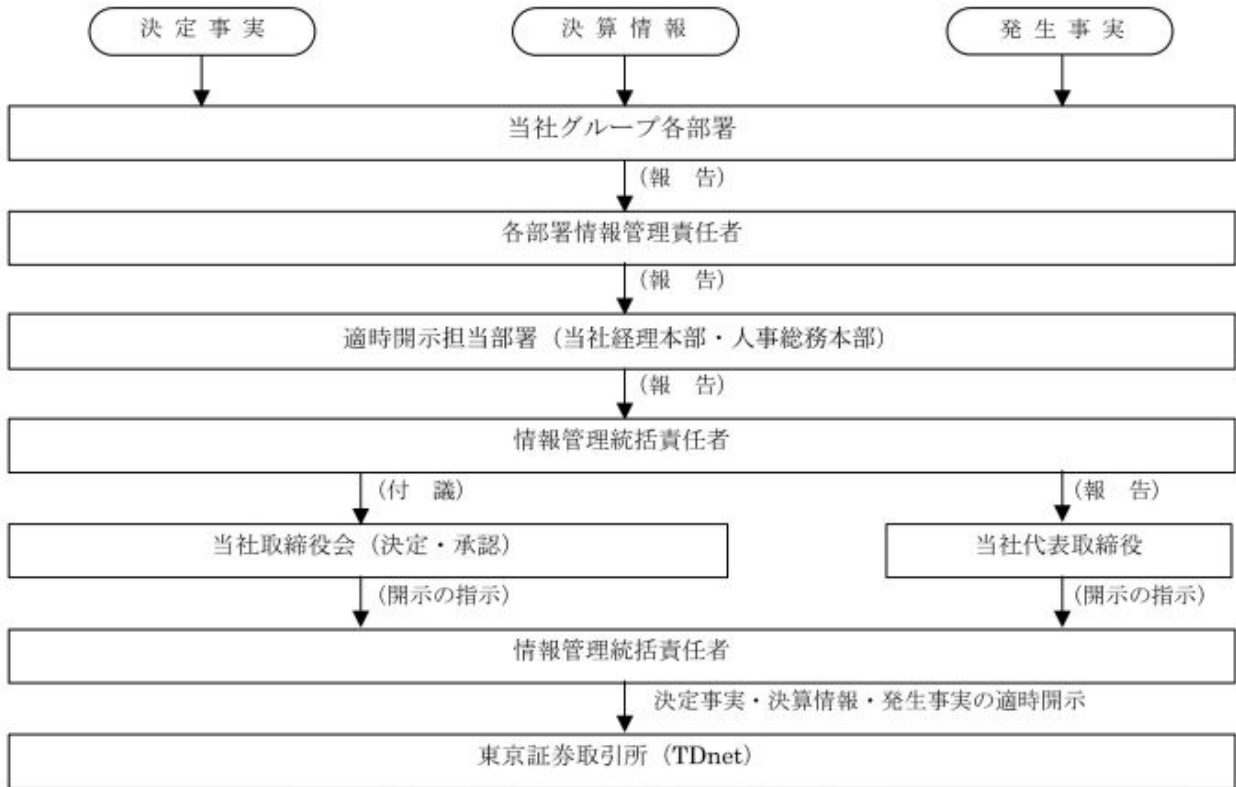 決 定 事 実
決 算 情 報
発 生 事 実
当社グループ各部署
(報　告)
各部署情報管理責任者
(報　告)
適時開示担当部署（当社経理本部・人事総務本部）
(報　告)
情報管理統括責任者
(付　議)
(報　告)
当社取締役会（決定・承認）
当社代表取締役
(開示の指示)
(開示の指示)
情報管理統括責任者
決定事実・決算情報・発生事実の適時開示
東京証券取引所（TDnet）